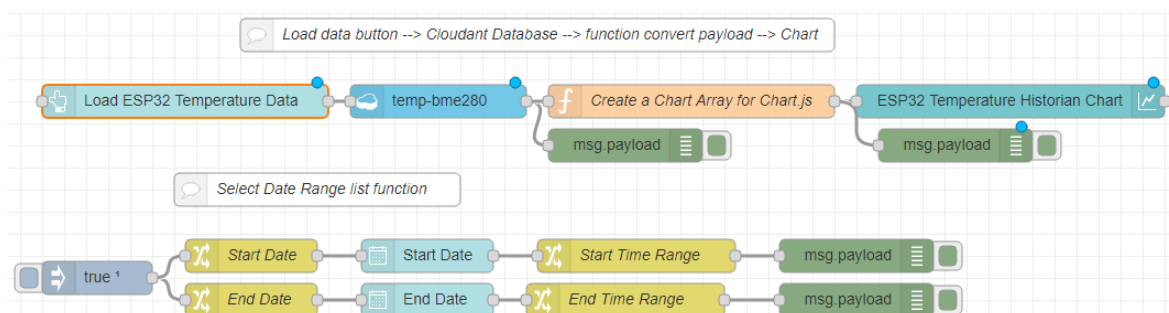 Load data button --> Cloudant Database --> function convert payload --> Chart
Load ESP32 Temperature Data
temp-bme280
Create a Chart Array for Chart.js
ESP32 Temperature Historian Chart
msg.payload
msg.payload
Select Date Range list function
Start Date
Start Date
Start Time Range
msg.payload
true ¹
End Date
End Date
End Time Range
msg.payload